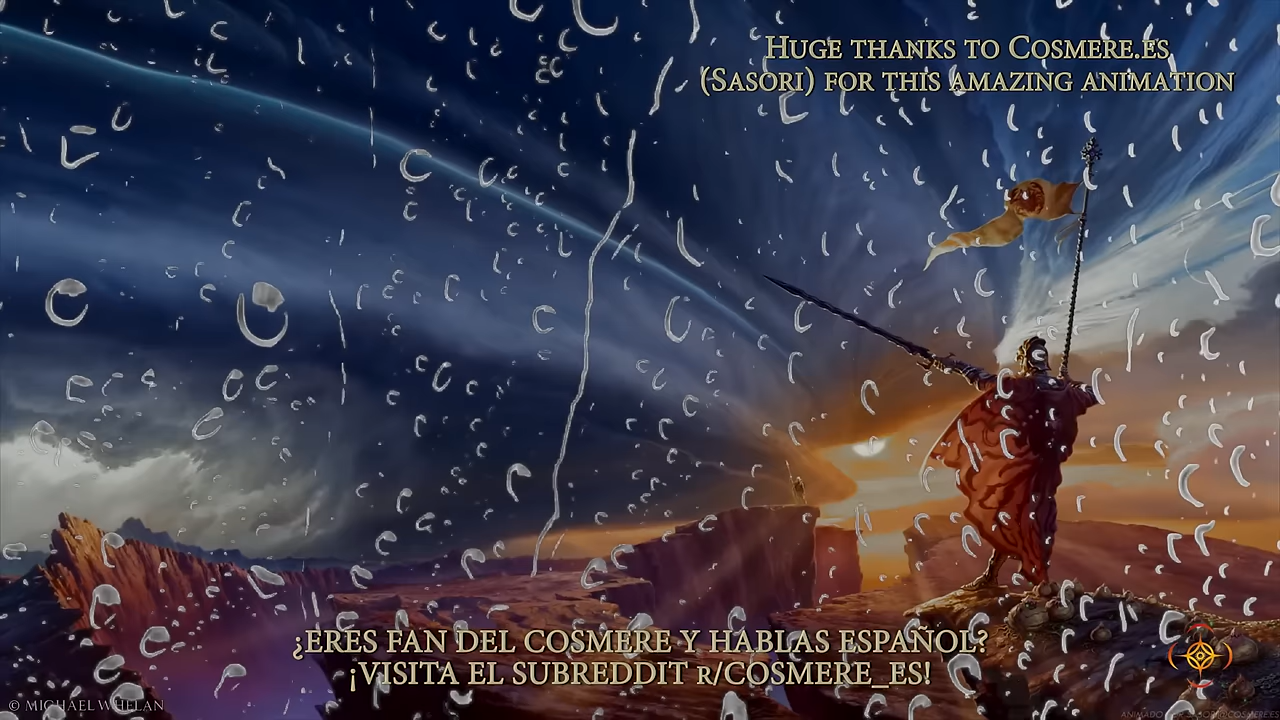 HUGE THANKS TO COSMERE.ES
(SASORI) FOR THIS AMAZING ANIMATION
¿ERES FAN DEL COSMERE Y HABLAS ESPAÑOL?
¡VISITA EL SUBREDDIT r/COSMERE_ES!
© MICHAEL WHELAN
ANIMADO